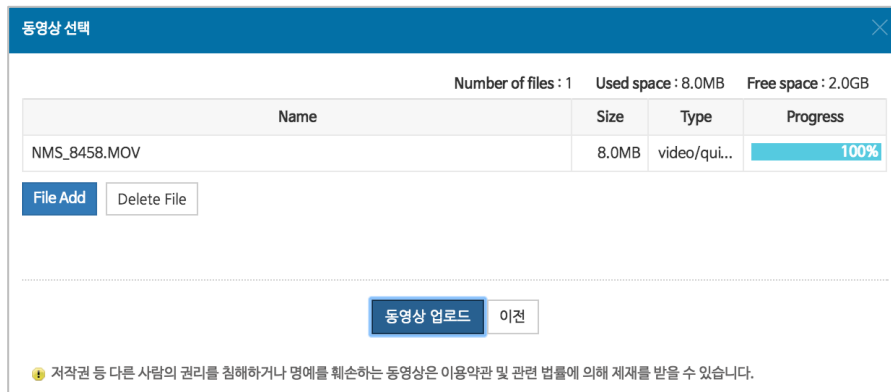 동영상 선택
Number of files : 1 Used space : 8.0MB Free space : 2.0GB
Name Size Type Progress
NMS_8458.MOV 8.0MB video/qui... 100%
File Add Delete File
동영상 업로드 이전
저작권 등 다른 사람의 권리를 침해하거나 명예를 훼손하는 동영상은 이용약관 및 관련 법률에 의해 제재를 받을 수 있습니다.